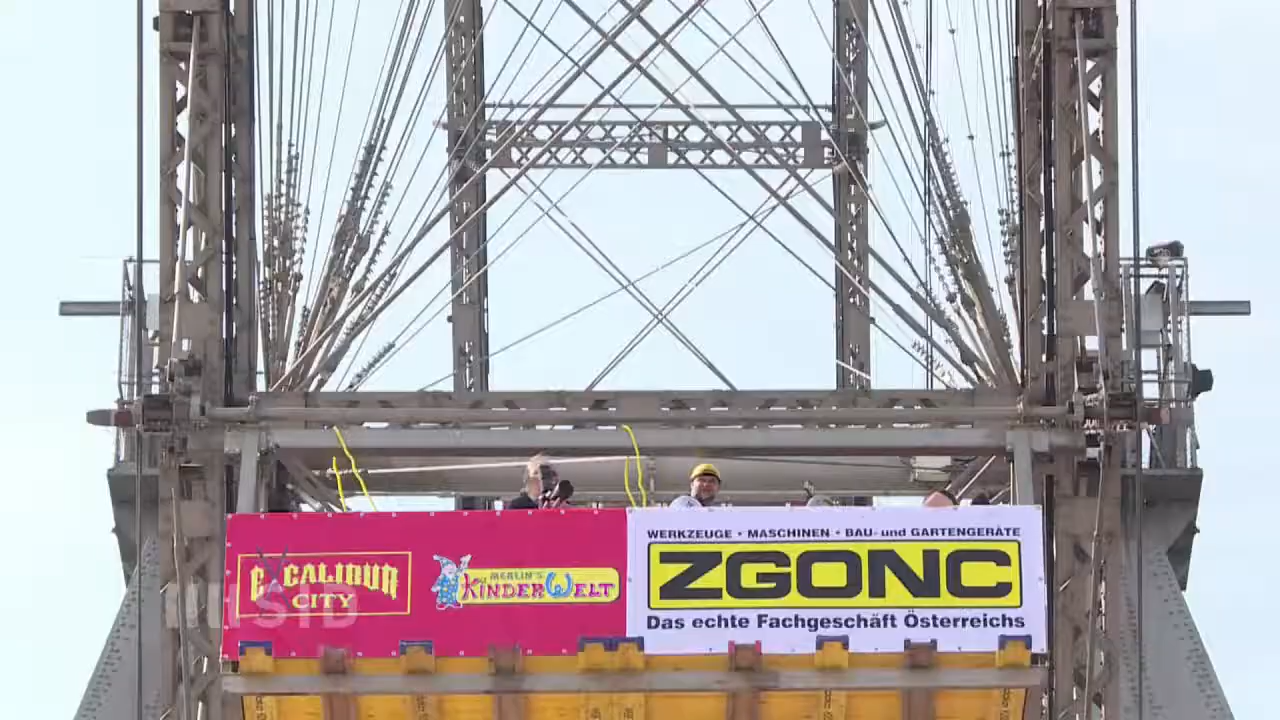 EXCALIBUR
CITY
MERLIN'S
KINDERWELT
WERKZEUGE • MASCHINEN • BAU- und GARTENGERÄTE
ZGONC
Das echte Fachgeschäft Österreichs